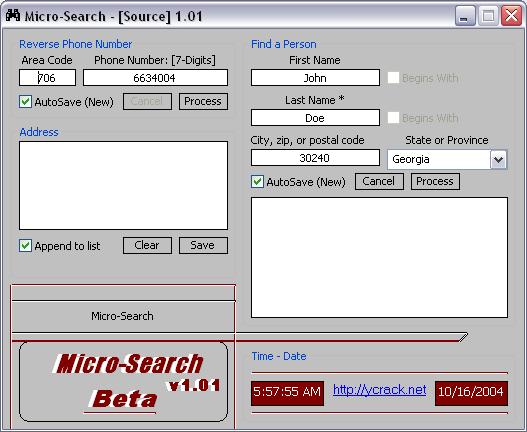 Micro-Search - [Source] 1.01
Reverse Phone Number
Area Code
Phone Number: [7-Digits]
706
6634004
AutoSave (New)
Cancel
Process
Address
Append to list
Clear
Save
Find a Person
First Name
John
Begins With
Last Name *
Doe
Begins With
City, zip, or postal code
State or Province
30240
Georgia
AutoSave (New)
Cancel
Process
Micro-Search
Micro-Search
v1.01
Beta
Time - Date
5:57:55 AM
http://ycrack.net
10/16/2004